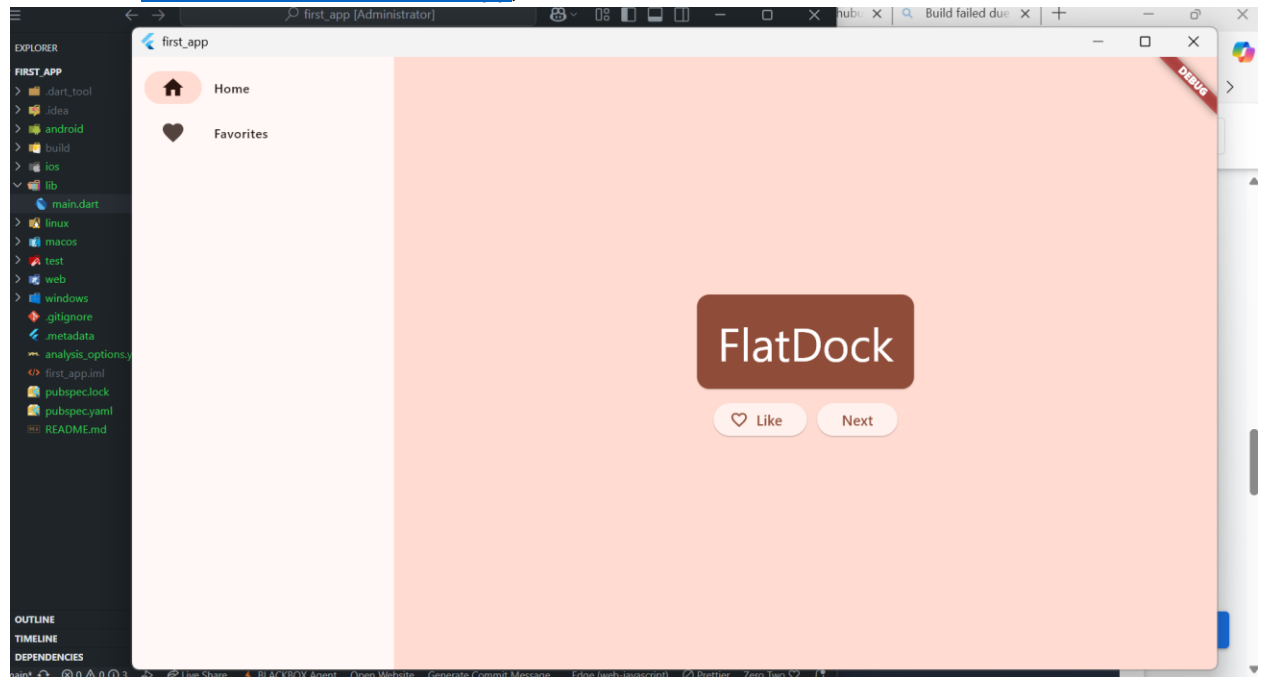 first_app [Administrator]
Build failed due
EXPLORER
first_app
FIRST_APP
.dart_tool
.idea
android
build
ios
lib
main.dart
linux
macos
test
web
windows
.gitignore
.metadata
analysis_options.y
first_app.iml
pubspec.lock
pubspec.yaml
README.md
OUTLINE
TIMELINE
DEPENDENCIES
Home
Favorites
DEBUG
FlatDock
Like
Next
Live Share
BLACKBOX Agent
Open Website
Generate Commit Message
Edge (web-javascript)
Prettier
Zero Two